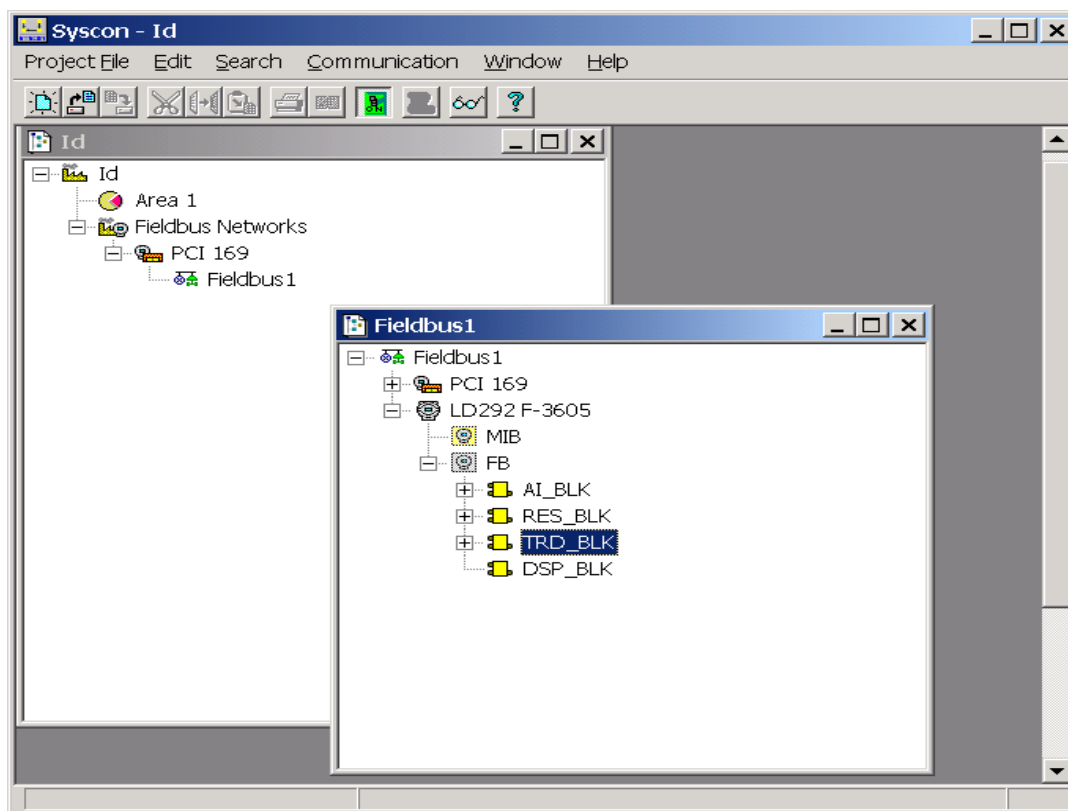 Syscon - Id
Project File Edit Search Communication Window Help
Id
Id
Area 1
Fieldbus Networks
PCI 169
Fieldbus1
Fieldbus1
Fieldbus1
PCI 169
LD292 F-3605
MIB
FB
AI_BLK
RES_BLK
TRD_BLK
DSP_BLK